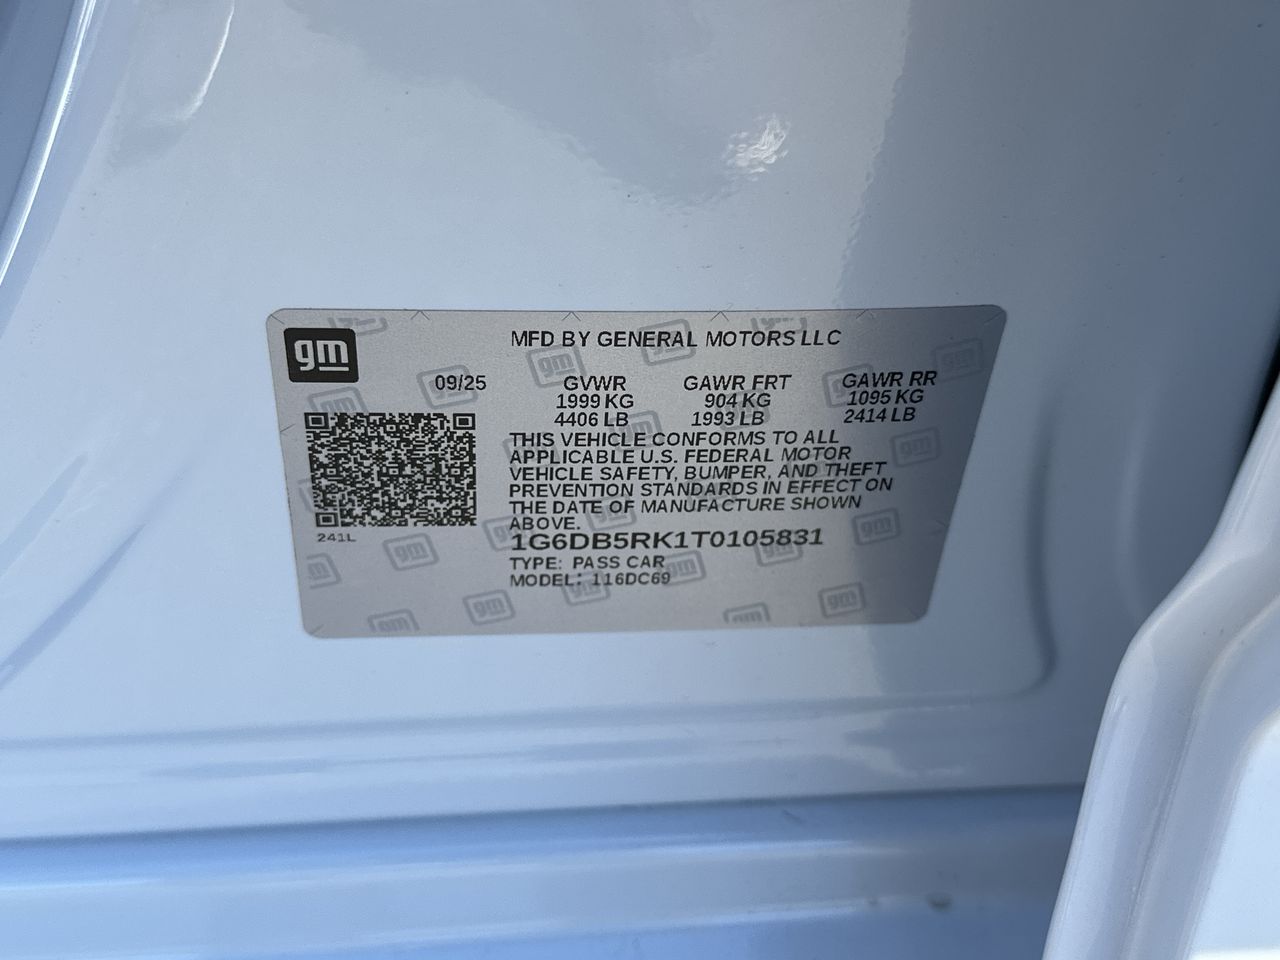 gm
MFD BY GENERAL MOTORS LLC
09/25 GVWR GAWR FRT GAWR RR
1999 KG 904 KG 1095 KG
4406 LB 1993 LB 2414 LB
THIS VEHICLE CONFORMS TO ALL
APPLICABLE U.S. FEDERAL MOTOR
VEHICLE SAFETY, BUMPER, AND THEFT
PREVENTION STANDARDS IN EFFECT ON
THE DATE OF MANUFACTURE SHOWN
ABOVE.
241L
1G6DB5RK1T0105831
TYPE: PASS CAR
MODEL: 116DC69